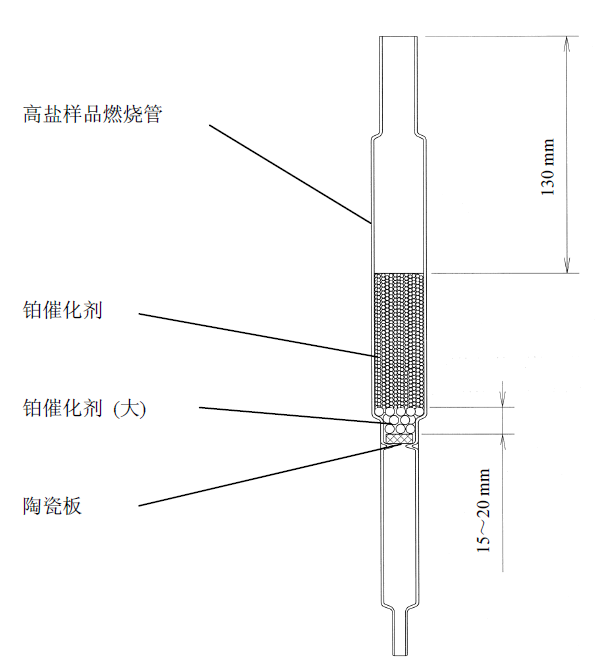 高盐样品燃烧管
130 mm
铂催化剂
铂催化剂 (大)
15～20 mm
陶瓷板